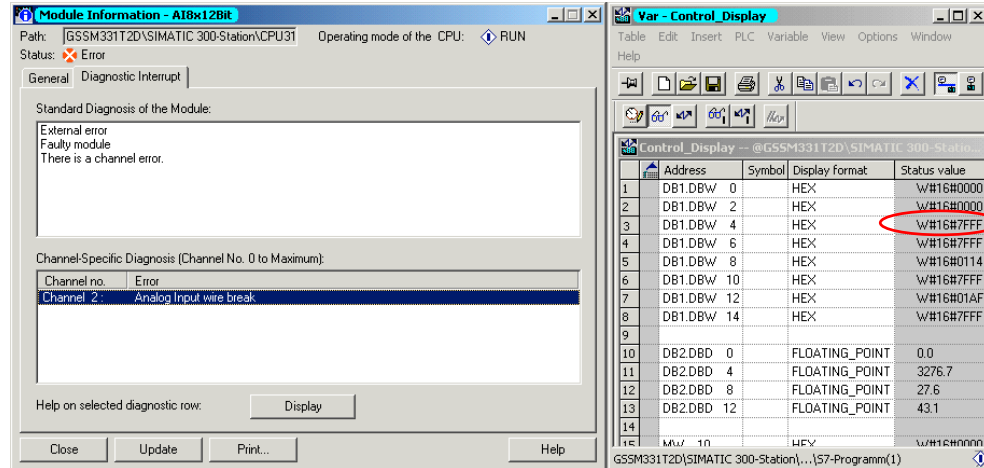 Module Information - AI8x12Bit
Path: GSSM331T2D\SIMATIC 300-Station\CPU31 Operating mode of the CPU: RUN
Status: Error
General Diagnostic Interrupt
Standard Diagnosis of the Module:
External error
Faulty module
There is a channel error.
Channel-Specific Diagnosis (Channel No. 0 to Maximum):
Channel no. Error
Channel 2 : Analog Input wire break
Help on selected diagnostic row: Display
Close Update Print... Help
Var - Control_Display
Table Edit Insert PLC Variable View Options Window
Help
Control_Display -- @GSSM331T2D\SIMATIC 300-Statio...
Address Symbol Display format Status value
1 DB1.DBW 0 HEX W#16#0000
2 DB1.DBW 2 HEX W#16#0000
3 DB1.DBW 4 HEX W#16#7FFF
4 DB1.DBW 6 HEX W#16#7FFF
5 DB1.DBW 8 HEX W#16#0114
6 DB1.DBW 10 HEX W#16#7FFF
7 DB1.DBW 12 HEX W#16#01AF
8 DB1.DBW 14 HEX W#16#7FFF
9
10 DB2.DBD 0 FLOATING_POINT 0.0
11 DB2.DBD 4 FLOATING_POINT 3276.7
12 DB2.DBD 8 FLOATING_POINT 27.6
13 DB2.DBD 12 FLOATING_POINT 43.1
14
15 MW 10 HEX W#16#0000
GSSM331T2D\SIMATIC 300-Station\...\S7-Programm(1)